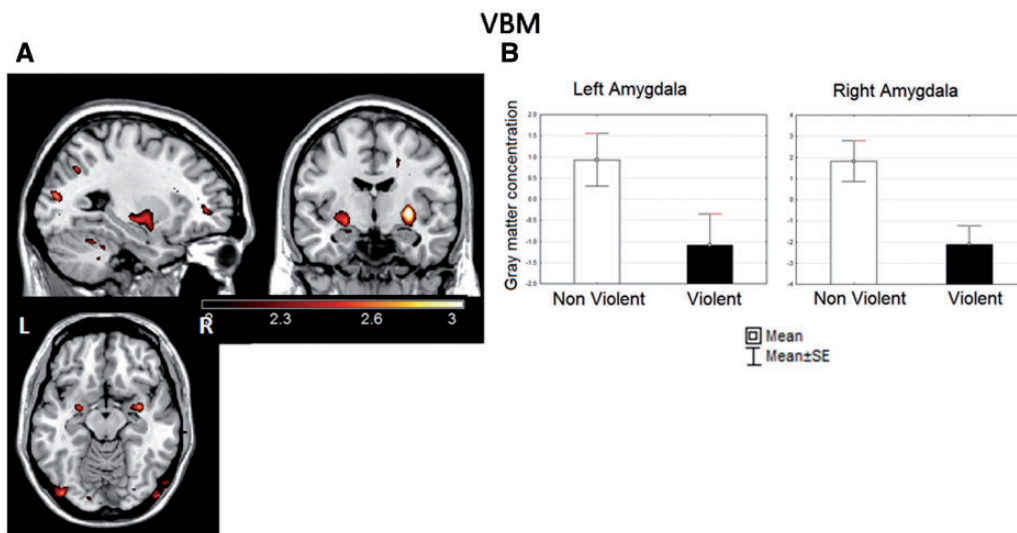 VBM
A
B
Left Amygdala
Right Amygdala
Gray matter concentration
2.0
1.5
1.0
0.5
0.0
-0.5
-1.0
-1.5
-2.0
4
3
2
1
0
-1
-2
-3
-4
Non Violent
Violent
Non Violent
Violent
2.3
2.6
3
L
R
Mean
Mean±SE